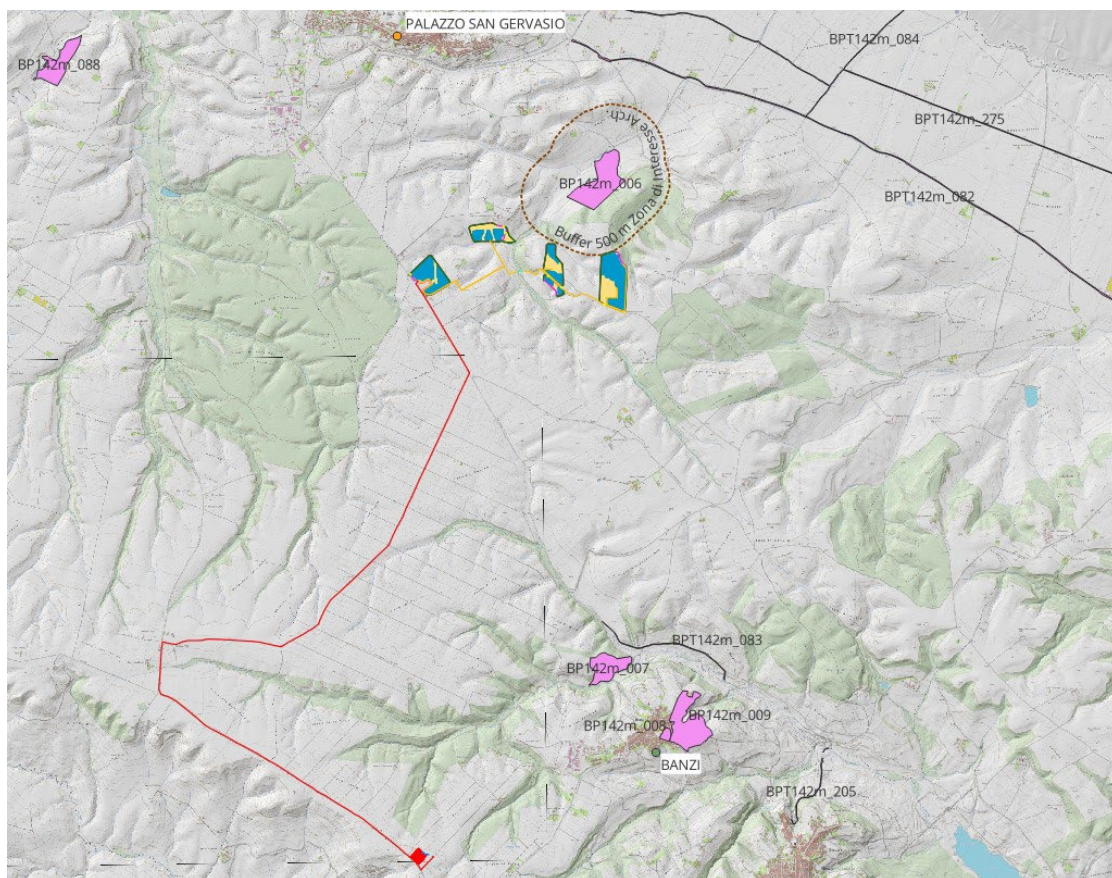 PALAZZO SAN GERVASIO
BPT142m_084
BP142m_088
BPT142m_275
Buffer 500 m Zona di Interesse Arch.
BP142m_006
BPT142m_082
BPT142m_083
BP142m_007
BP142m_008
BP142m_009
BANZI
BPT142m_205